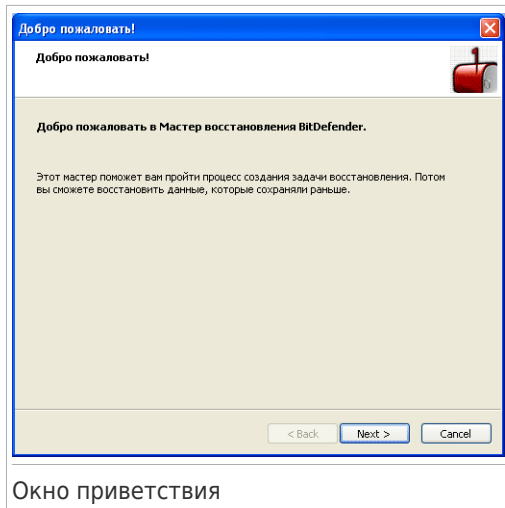 Добро пожаловать!
Добро пожаловать!
Добро пожаловать в Мастер восстановления BitDefender.
Этот мастер поможет вам пройти процесс создания задачи восстановления. Потом
вы сможете восстановить данные, которые сохраняли раньше.
< Back
Next >
Cancel
Окно приветствия